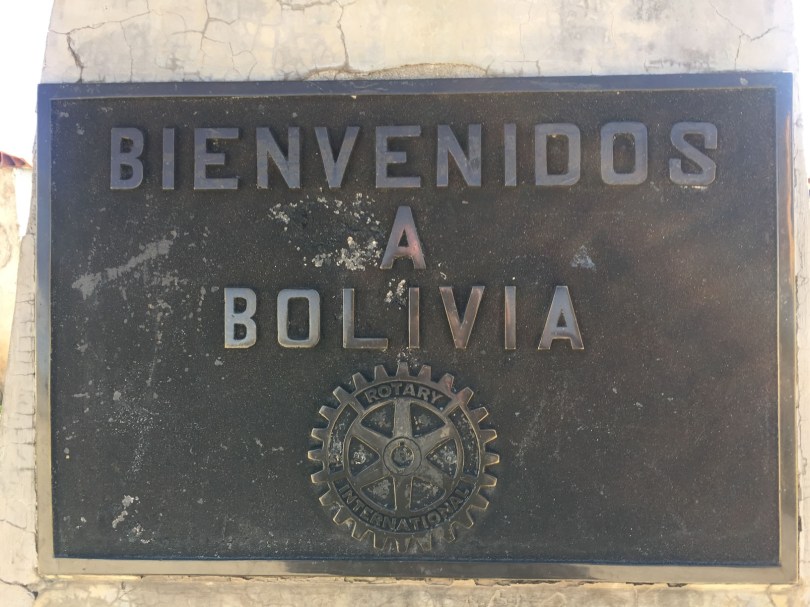 BIENVENIDOS
A
BOLIVIA
ROTARY
INTERNATIONAL